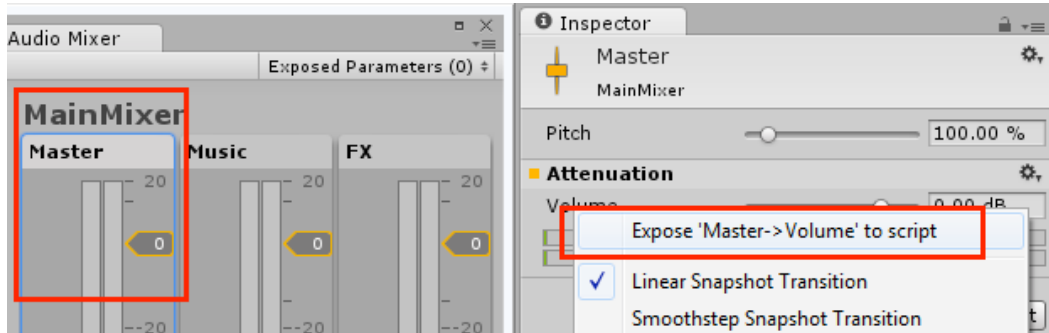 Audio Mixer
Exposed Parameters (0)
MainMixer
Master
Music
FX
20
20
20
0
0
0
-20
-20
-20
Inspector
Master
MainMixer
Pitch
100.00 %
Attenuation
Volume
0.00 dB
Expose 'Master->Volume' to script
Linear Snapshot Transition
Smoothstep Snapshot Transition